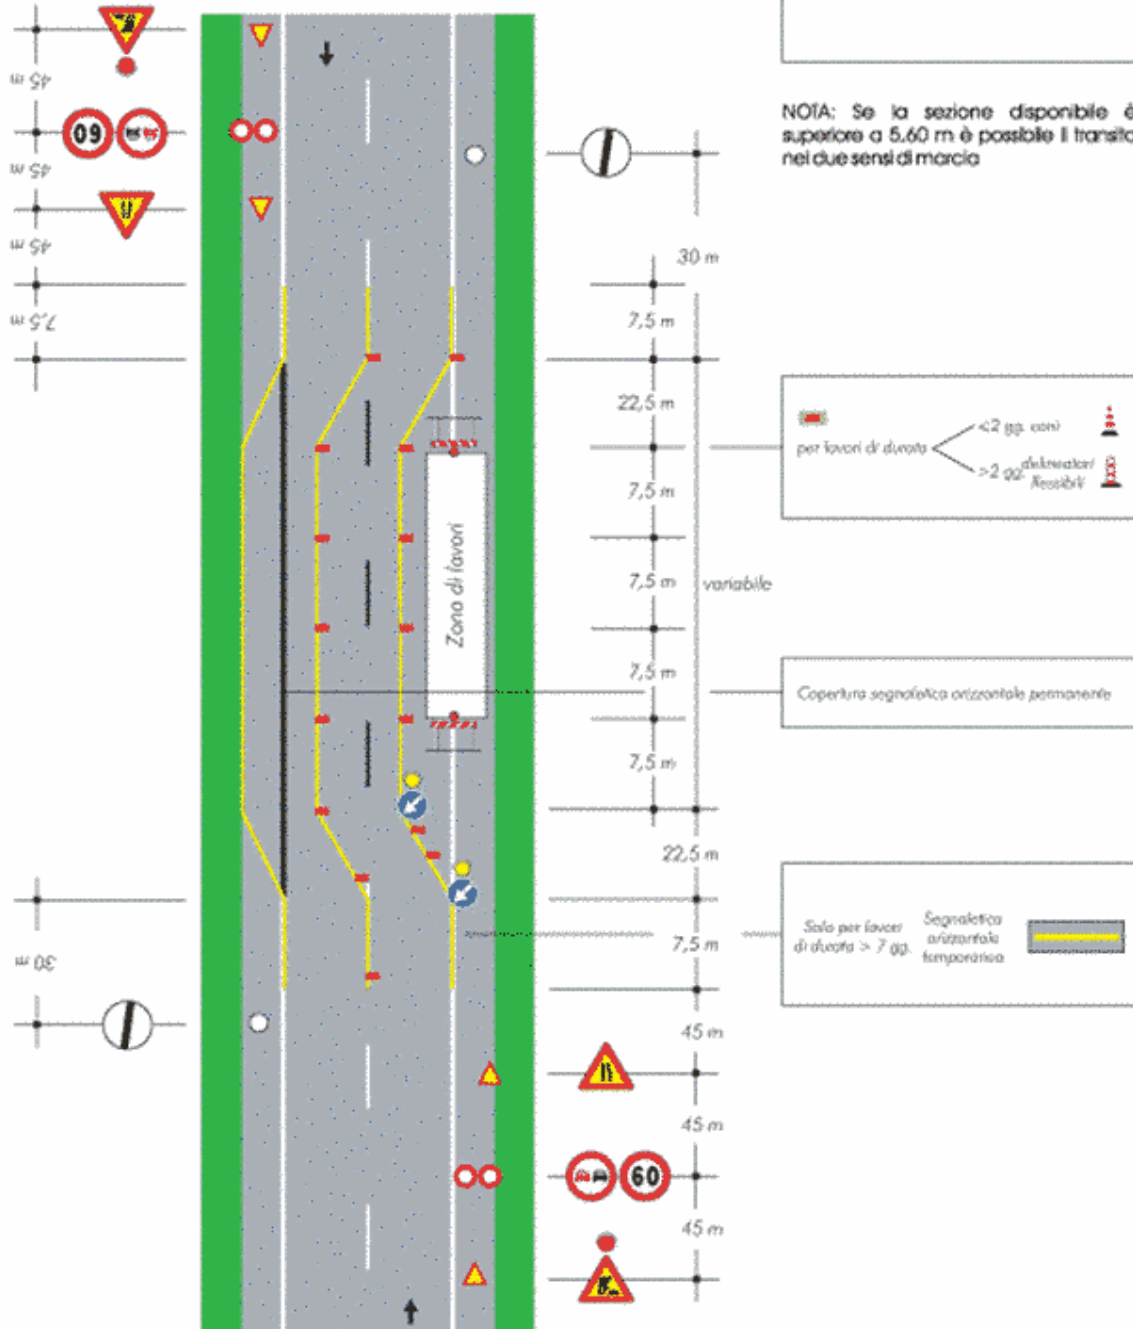 45 m
60
45 m
45 m
7,5 m
30 m
NOTA: Se la sezione disponibile è
superiore a 5.60 m è possibile il transito
nei due sensi di marcia
30 m
7,5 m
22,5 m
7,5 m
7,5 m
7,5 m
7,5 m
variabile
22,5 m
7,5 m
45 m
45 m
60
45 m
Zona di lavori
per lavori di durata
<2 gg. coni
>2 gg. delineatori
flessibili
Copertura segnaletica orizzontale permanente
Solo per lavori
di durata > 7 gg.
Segnaletica
orizzontale
temporanea